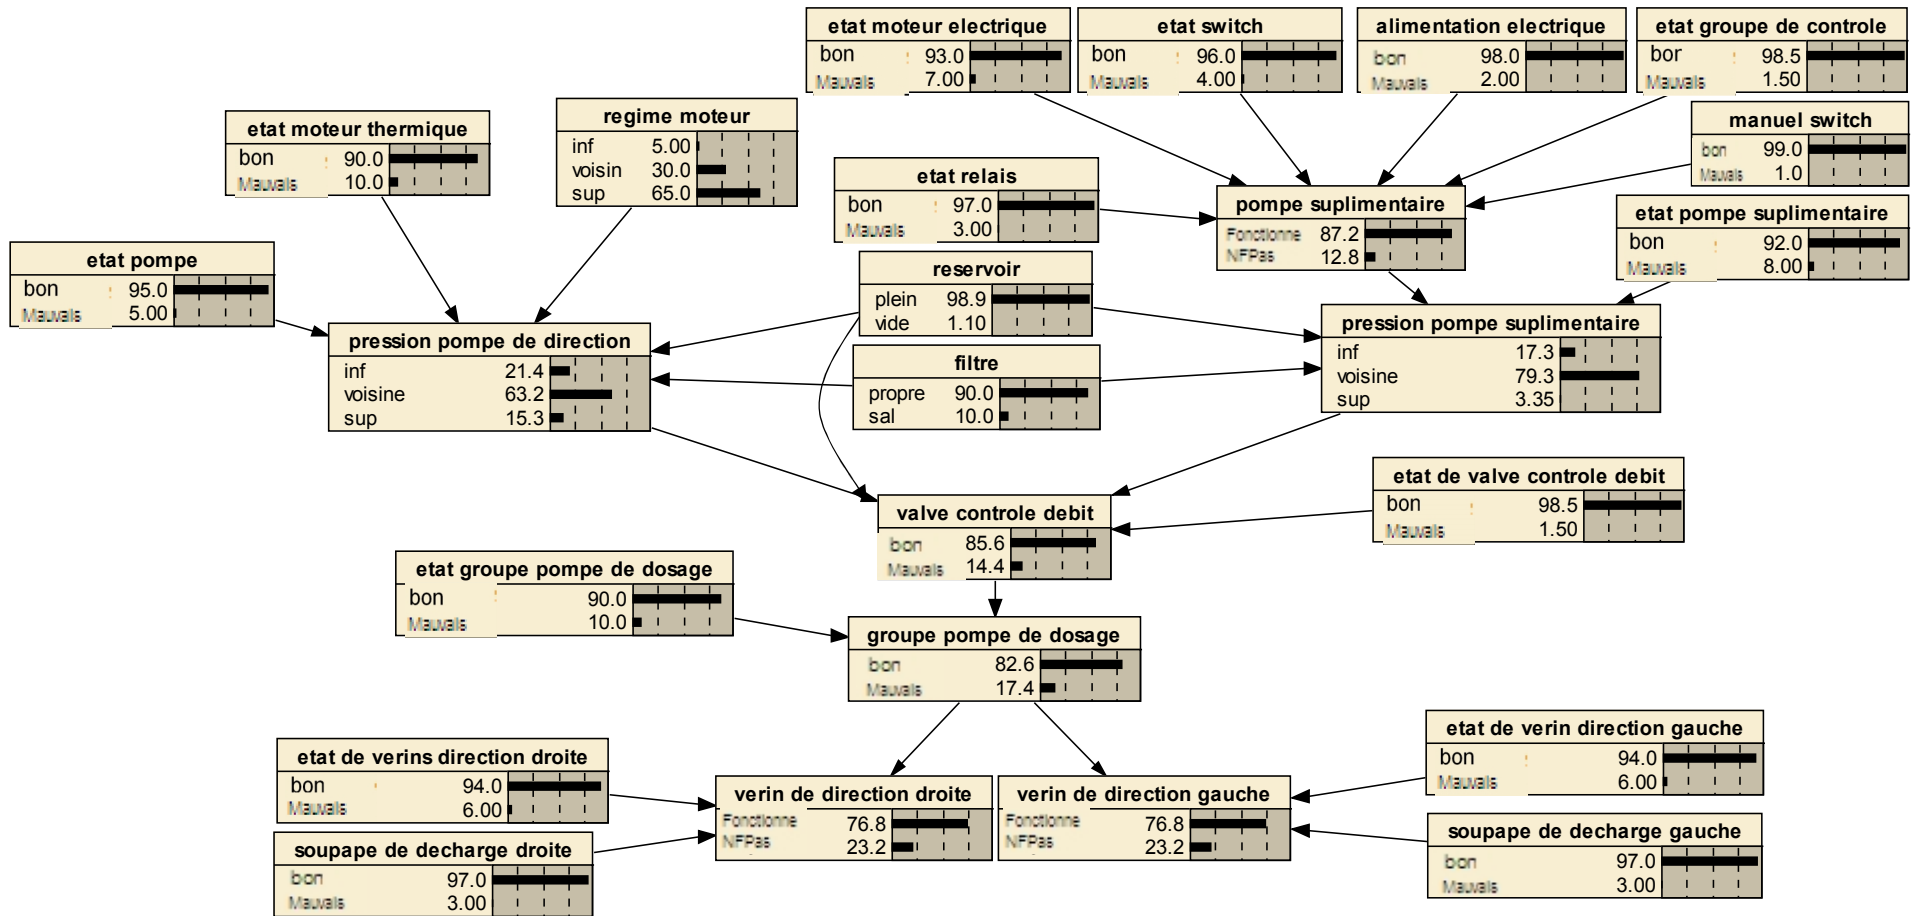 etat moteur electrique
bon 93.0
Mauvais 7.00
etat switch
bon 96.0
Mauvais 4.00
alimentation electrique
bon 98.0
Mauvais 2.00
etat groupe de controle
bor 98.5
Mauvais 1.50
etat moteur thermique
bon 90.0
Mauvais 10.0
regime moteur
inf 5.00
voisin 30.0
sup 65.0
manuel switch
bon 99.0
Mauvais 1.0
etat relais
bon 97.0
Mauvais 3.00
pompe suplimentaire
Fonctionne 87.2
NFPas 12.8
etat pompe suplimentaire
bon 92.0
Mauvais 8.00
etat pompe
bon 95.0
Mauvais 5.00
reservoir
plein 98.9
vide 1.10
pression pompe de direction
inf 21.4
voisine 63.2
sup 15.3
filtre
propre 90.0
sal 10.0
pression pompe suplimentaire
inf 17.3
voisine 79.3
sup 3.35
etat de valve controle debit
bon 98.5
Mauvais 1.50
valve controle debit
bon 85.6
Mauvais 14.4
etat groupe pompe de dosage
bon 90.0
Mauvais 10.0
groupe pompe de dosage
bon 82.6
Mauvais 17.4
etat de verins direction droite
bon 94.0
Mauvais 6.00
verin de direction droite
Fonctionne 76.8
NFPas 23.2
verin de direction gauche
Fonctionne 76.8
NFPas 23.2
etat de verin direction gauche
bon 94.0
Mauvais 6.00
soupape de decharge droite
bon 97.0
Mauvais 3.00
soupape de decharge gauche
bon 97.0
Mauvais 3.00